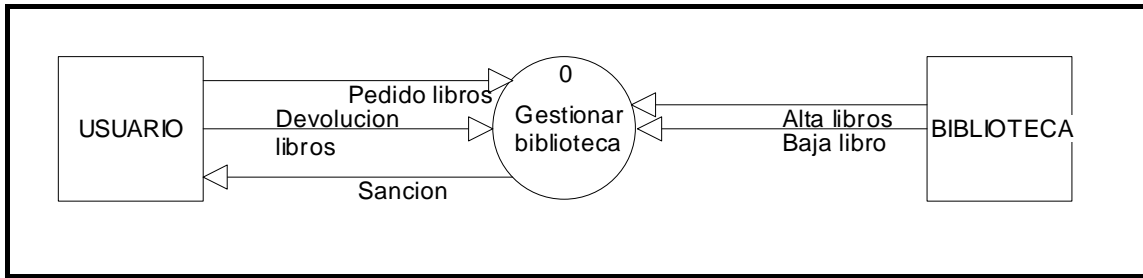 0
Gestionar
biblioteca
USUARIO
Pedido libros
Devolucion
libros
Sancion
Alta libros
Baja libro
BIBLIOTECA